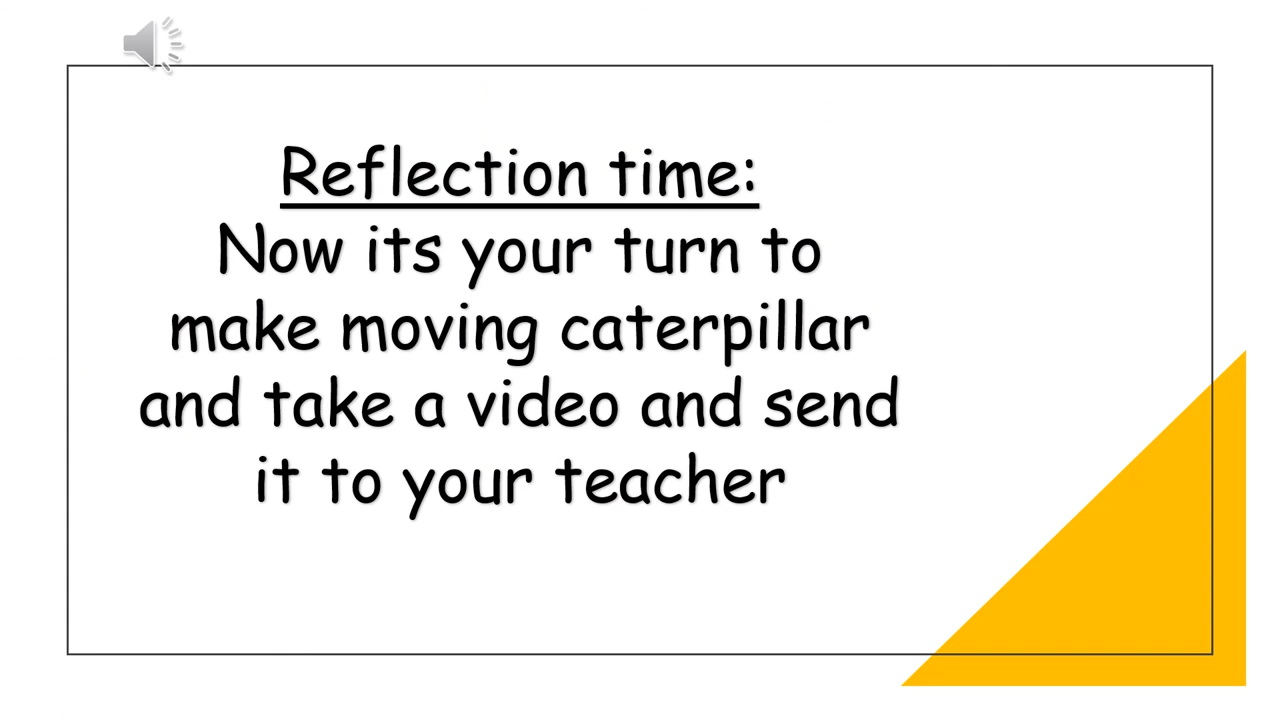 Reflection time:
Now its your turn to
make moving caterpillar
and take a video and send
it to your teacher